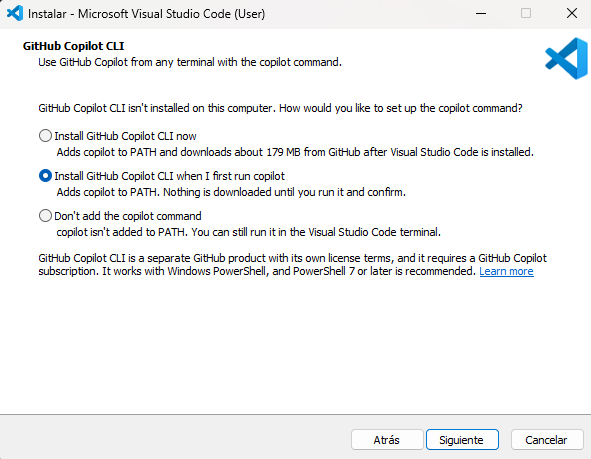 Instalar - Microsoft Visual Studio Code (User)
GitHub Copilot CLI
Use GitHub Copilot from any terminal with the copilot command.
GitHub Copilot CLI isn't installed on this computer. How would you like to set up the copilot command?
Install GitHub Copilot CLI now
Adds copilot to PATH and downloads about 179 MB from GitHub after Visual Studio Code is installed.
Install GitHub Copilot CLI when I first run copilot
Adds copilot to PATH. Nothing is downloaded until you run it and confirm.
Don't add the copilot command
copilot isn't added to PATH. You can still run it in the Visual Studio Code terminal.
GitHub Copilot CLI is a separate GitHub product with its own license terms, and it requires a GitHub Copilot
subscription. It works with Windows PowerShell, and PowerShell 7 or later is recommended. Learn more
Atrás Siguiente Cancelar